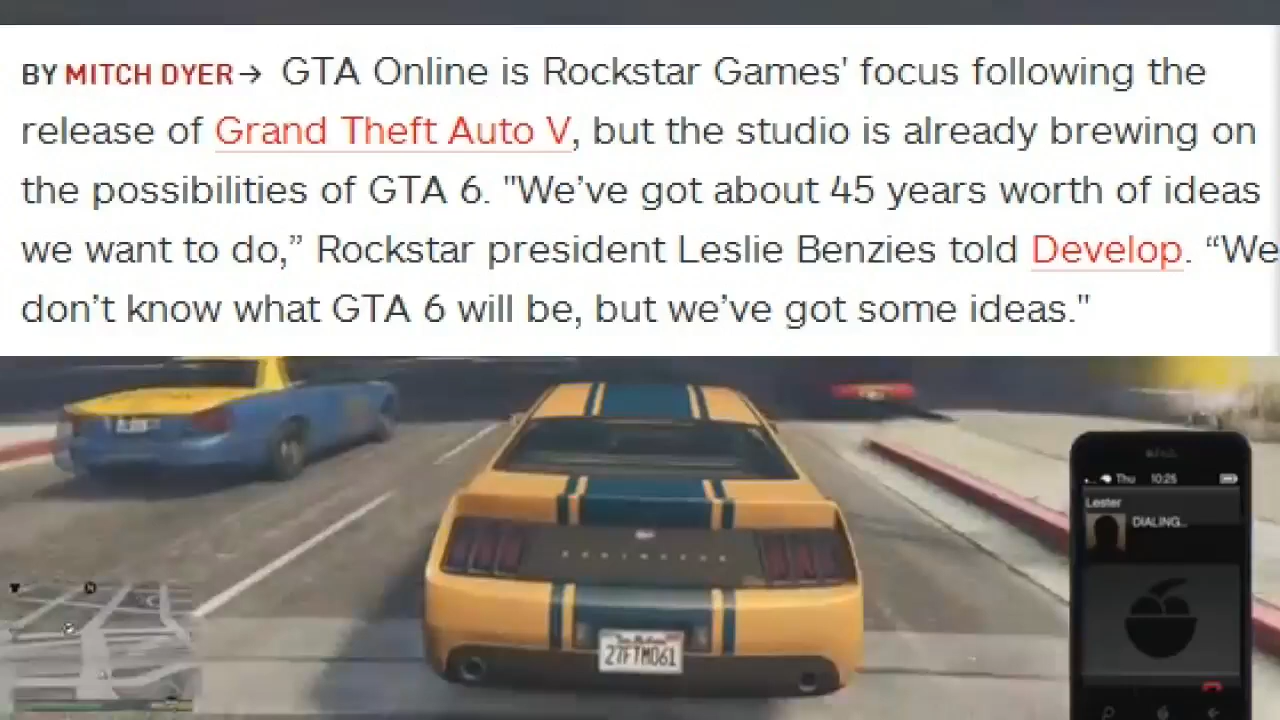 BY MITCH DYER → GTA Online is Rockstar Games' focus following the
release of Grand Theft Auto V, but the studio is already brewing on
the possibilities of GTA 6. "We’ve got about 45 years worth of ideas
we want to do,” Rockstar president Leslie Benzies told Develop. “We
don’t know what GTA 6 will be, but we’ve got some ideas."
Thu 10:25
Lester
DIALING..
27FTM061